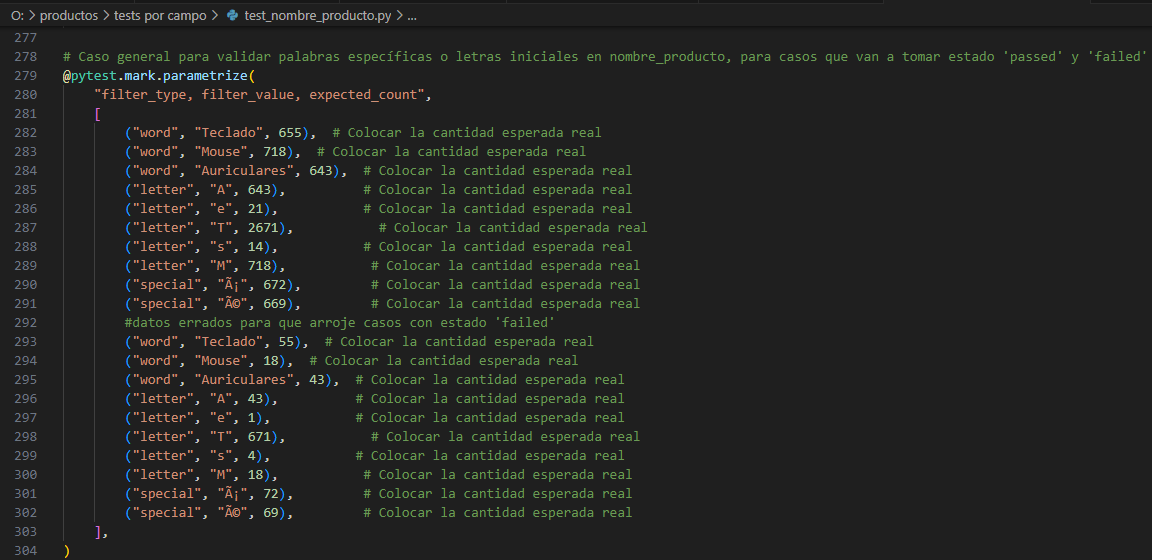 O: > productos > tests por campo > test_nombre_producto.py > ...
277
278 # Caso general para validar palabras específicas o letras iniciales en nombre_producto, para casos que van a tomar estado 'passed' y 'failed'
279 @pytest.mark.parametrize(
280 "filter_type, filter_value, expected_count",
281 [
282 ("word", "Teclado", 655), # Colocar la cantidad esperada real
283 ("word", "Mouse", 718), # Colocar la cantidad esperada real
284 ("word", "Auriculares", 643), # Colocar la cantidad esperada real
285 ("letter", "A", 643), # Colocar la cantidad esperada real
286 ("letter", "e", 21), # Colocar la cantidad esperada real
287 ("letter", "T", 2671), # Colocar la cantidad esperada real
288 ("letter", "s", 14), # Colocar la cantidad esperada real
289 ("letter", "M", 718), # Colocar la cantidad esperada real
290 ("special", "Ã¡", 672), # Colocar la cantidad esperada real
291 ("special", "Ã©", 669), # Colocar la cantidad esperada real
292 #datos errados para que arroje casos con estado 'failed'
293 ("word", "Teclado", 55), # Colocar la cantidad esperada real
294 ("word", "Mouse", 18), # Colocar la cantidad esperada real
295 ("word", "Auriculares", 43), # Colocar la cantidad esperada real
296 ("letter", "A", 43), # Colocar la cantidad esperada real
297 ("letter", "e", 1), # Colocar la cantidad esperada real
298 ("letter", "T", 671), # Colocar la cantidad esperada real
299 ("letter", "s", 4), # Colocar la cantidad esperada real
300 ("letter", "M", 18), # Colocar la cantidad esperada real
301 ("special", "Ã¡", 72), # Colocar la cantidad esperada real
302 ("special", "Ã©", 69), # Colocar la cantidad esperada real
303 ],
304 )